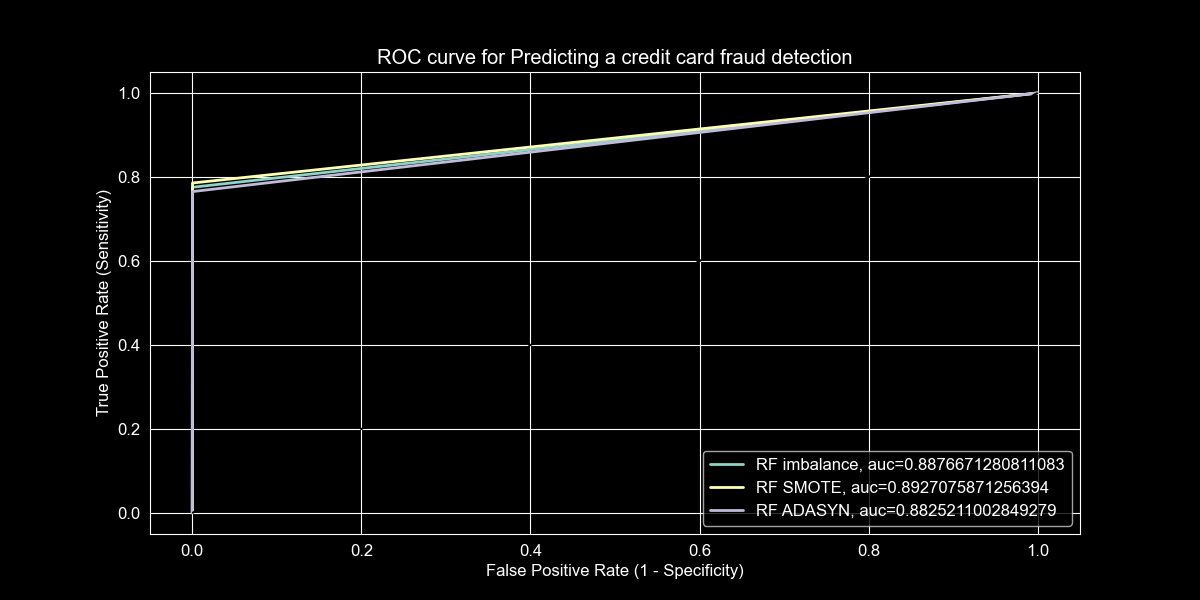 ROC curve for Predicting a credit card fraud detection
1.0
0.8
0.6
0.4
0.2
0.0
True Positive Rate (Sensitivity)
RF imbalance, auc=0.8876671280811083
RF SMOTE, auc=0.8927075871256394
RF ADASYN, auc=0.8825211002849279
0.0 0.2 0.4 0.6 0.8 1.0
False Positive Rate (1 - Specificity)